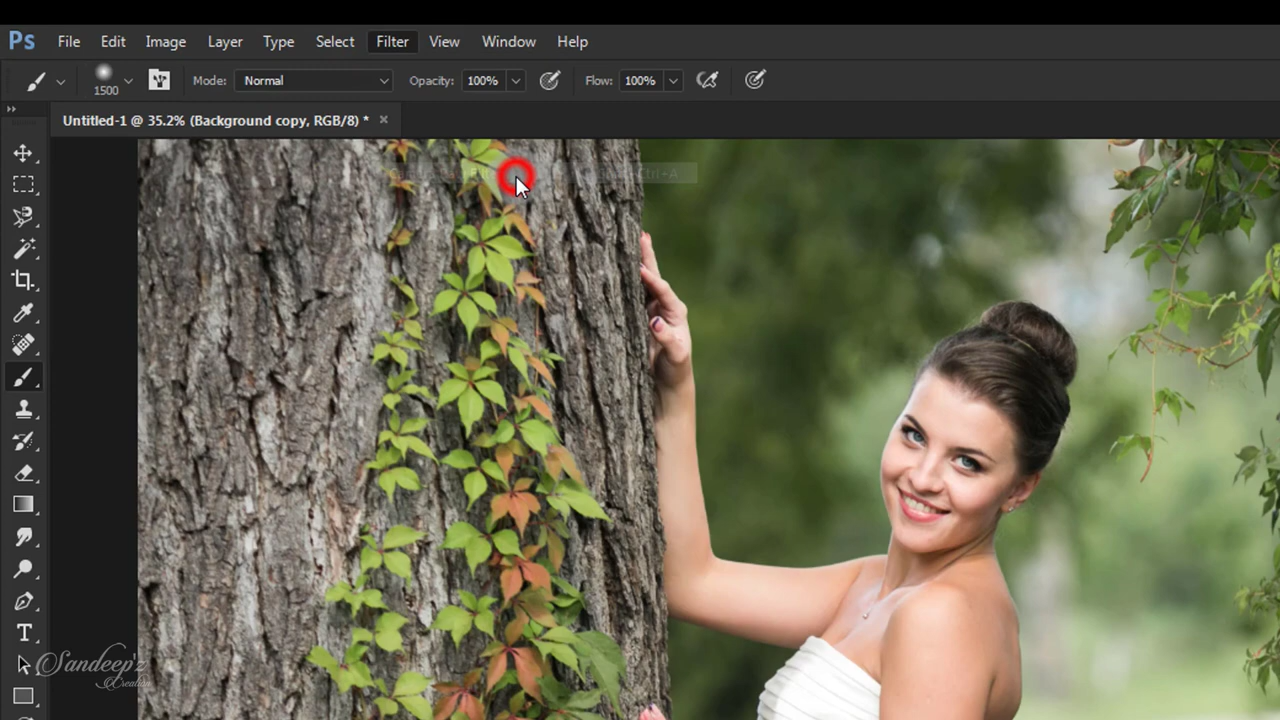 Ps File Edit Image Layer Type Select Filter View Window Help
1500 Mode: Normal Opacity: 100% Flow: 100%
Untitled-1 @ 35.2% (Background copy, RGB/8) * ×
Ctrl+A
T
Sandeep'z
Creation